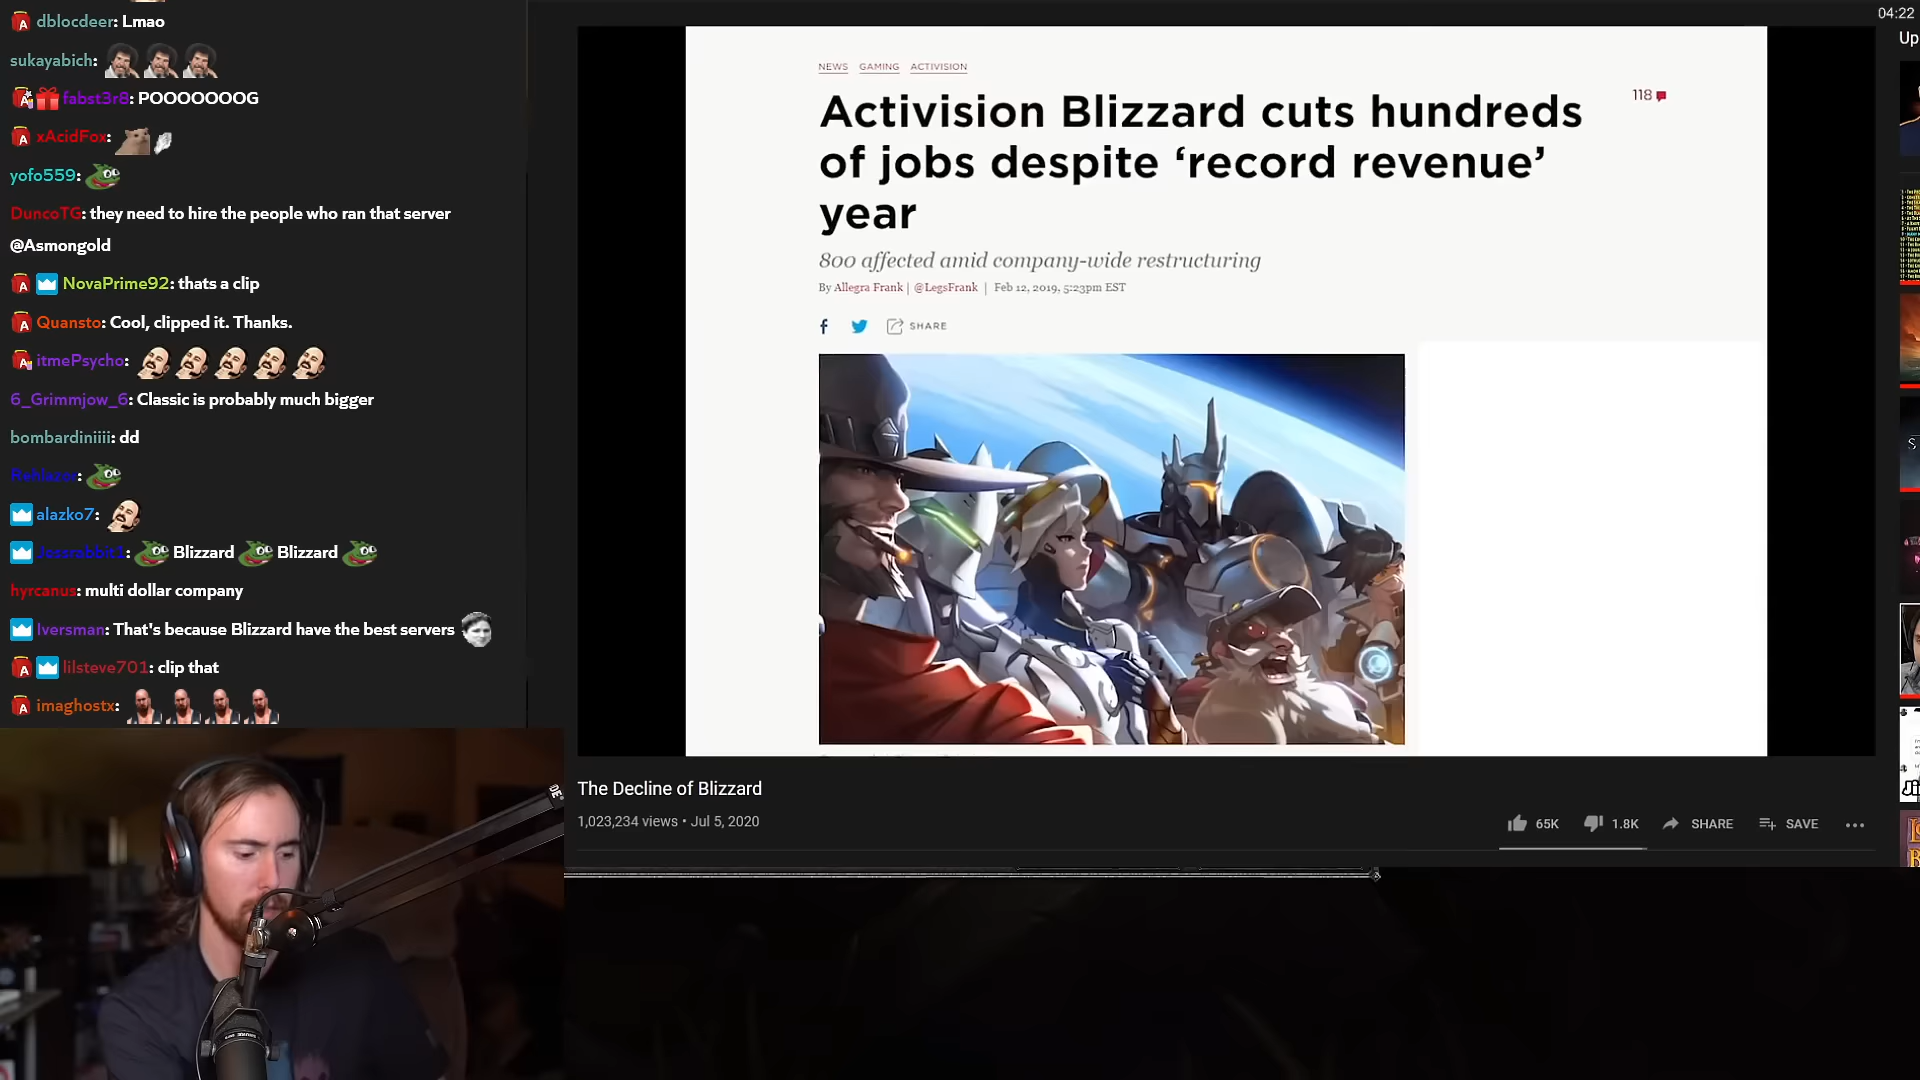 dblocdeer: Lmao
sukayabich:
fabst3r8: POOOOOOOG
xAcidFox:
yofo559:
DuncoTG: they need to hire the people who ran that server
@Asmongold
NovaPrime92: thats a clip
Quansto: Cool, clipped it. Thanks.
itmePsycho:
6_Grimmjow_6: Classic is probably much bigger
bombardiniiii: dd
alazko7:
Jessrabbit1: Blizzard Blizzard
hyrcanus: multi dollar company
Iversman: That's because Blizzard have the best servers
lilsteve701: clip that
imaghostx:
04:22
Up
NEWS GAMING ACTIVISION
Activision Blizzard cuts hundreds
of jobs despite ‘record revenue’
year
118
800 affected amid company-wide restructuring
By Allegra Frank | @LegsFrank | Feb 12, 2019, 5:23pm EST
SHARE
The Decline of Blizzard
1,023,234 views • Jul 5, 2020
65K 1.8K SHARE SAVE